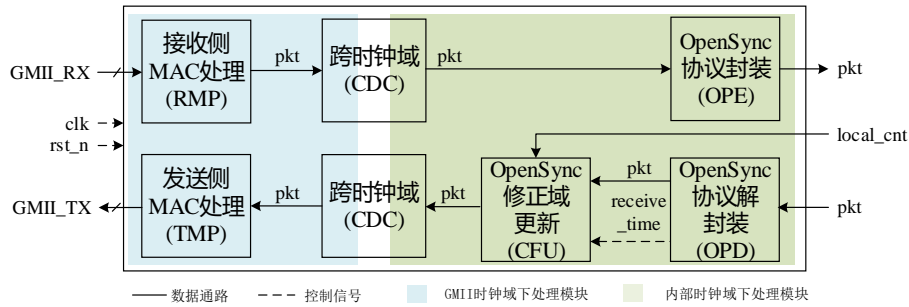 接收侧
MAC处理
(RMP)
跨时钟域
(CDC)
OpenSync
协议封装
(OPE)
GMII_RX
pkt
pkt
pkt
clk
rst_n
local_cnt
发送侧
MAC处理
(TMP)
跨时钟域
(CDC)
OpenSync
修正域
更新
(CFU)
OpenSync
协议解
封装
(OPD)
GMII_TX
pkt
pkt
pkt
receive
_time
pkt
数据通路
控制信号
GMII时钟域下处理模块
内部时钟域下处理模块